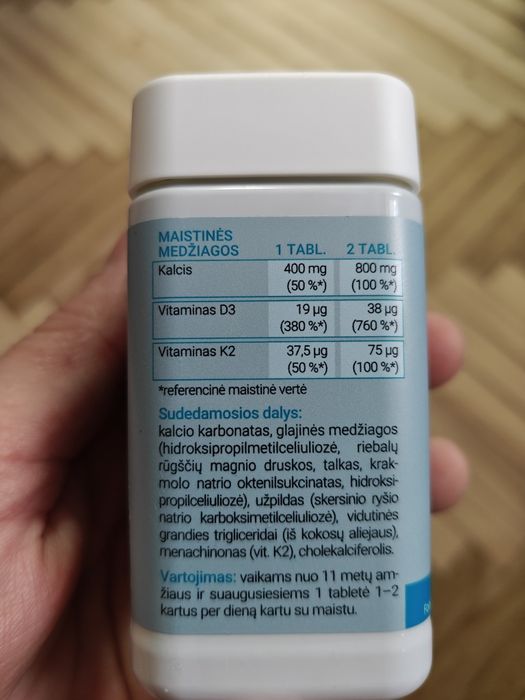 MAISTINĖS
MEDŽIAGOS 1 TABL. 2 TABL.
Kalcis 400 mg 800 mg
(50 %*) (100 %*)
Vitaminas D3 19 µg 38 µg
(380 %*) (760 %*)
Vitaminas K2 37,5 µg 75 µg
(50 %*) (100 %*)
*referencinė maistinė vertė
Sudedamosios dalys:
kalcio karbonatas, glajinės medžiagos
(hidroksipropilmetilceliuliozė, riebalų
rūgščių magnio druskos, talkas, krak-
molo natrio oktenilsukcinatas, hidroksi-
propilceliuliozė), užpildas (skersinio ryšio
natrio karboksimetilceliuliozė), vidutinės
grandies trigliceridai (iš kokosų aliejaus),
menachinonas (vit. K2), cholekalciferolis.
Vartojimas: vaikams nuo 11 metų am-
žiaus ir suaugusiesiems 1 tabletė 1–2
kartus per dieną kartu su maistu.